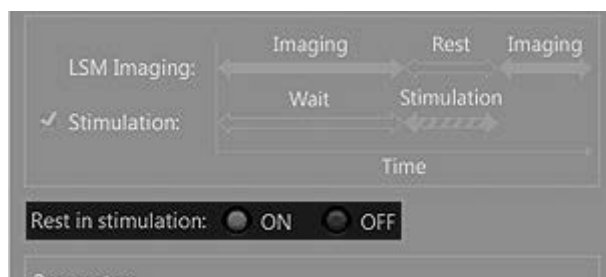 Imaging Rest Imaging
LSM Imaging:
Wait Stimulation
Stimulation:
Time
Rest in stimulation: ON OFF